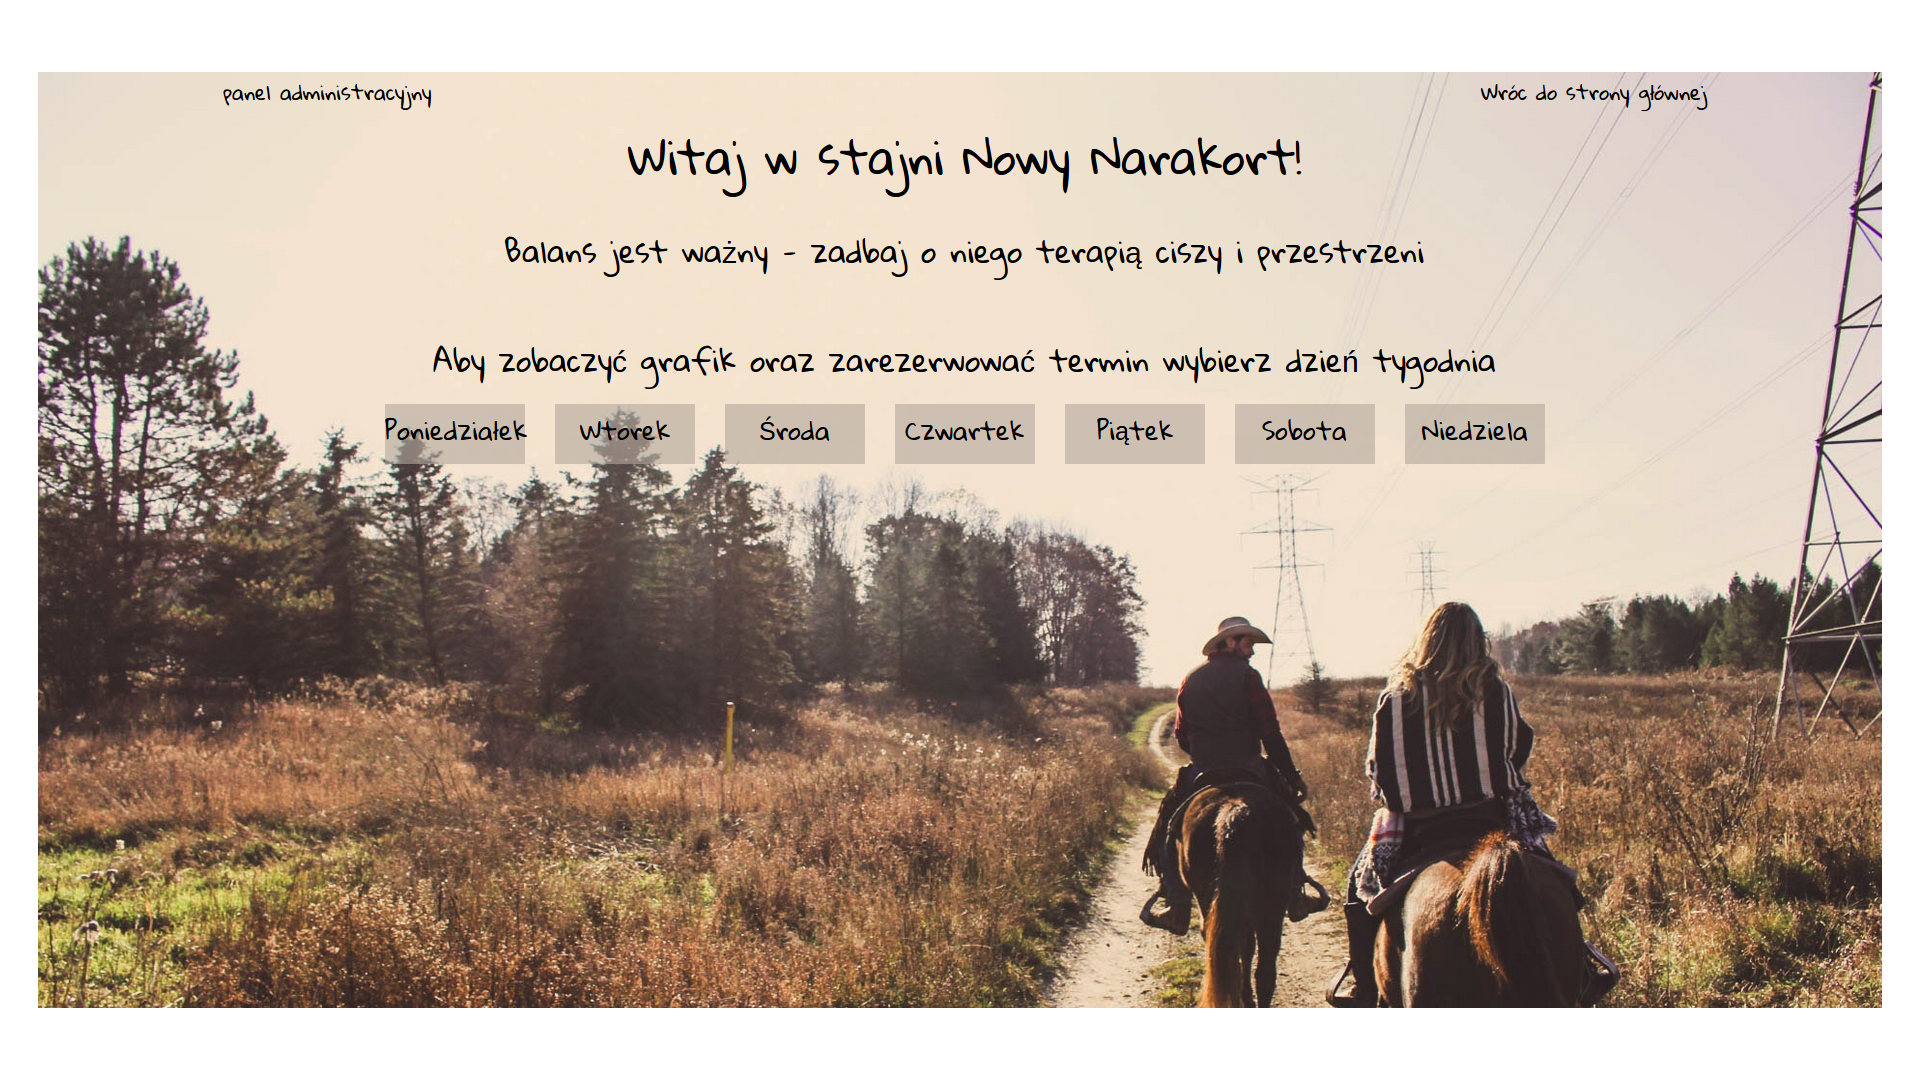 panel administracyjny
Wróc do strony głównej
Witaj w stajni Nowy Narakort!
Balans jest ważny - zadbaj o niego terapią ciszy i przestrzeni
Aby zobaczyć grafik oraz zarezerwować termin wybierz dzień tygodnia
Poniedziałek
Wtorek
Środa
Czwartek
Piątek
Sobota
Niedziela